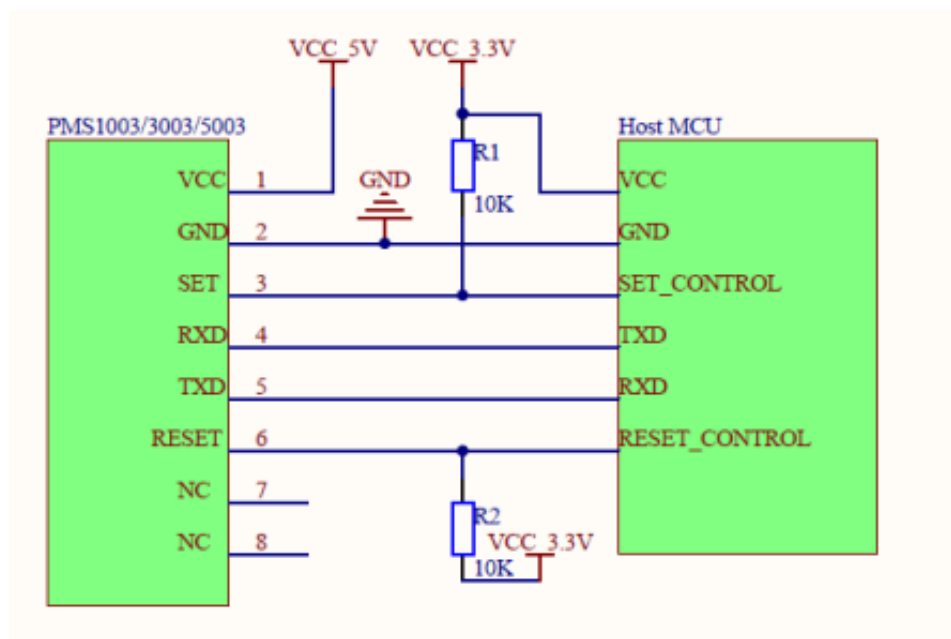 VCC_5V VCC_3.3V
PMS1003/3003/5003 Host MCU
R1
VCC 1 GND VCC
10K
GND 2 GND
SET 3 SET_CONTROL
RXD 4 TXD
TXD 5 RXD
RESET 6 RESET_CONTROL
NC 7
R2
NC 8 VCC_3.3V
10K